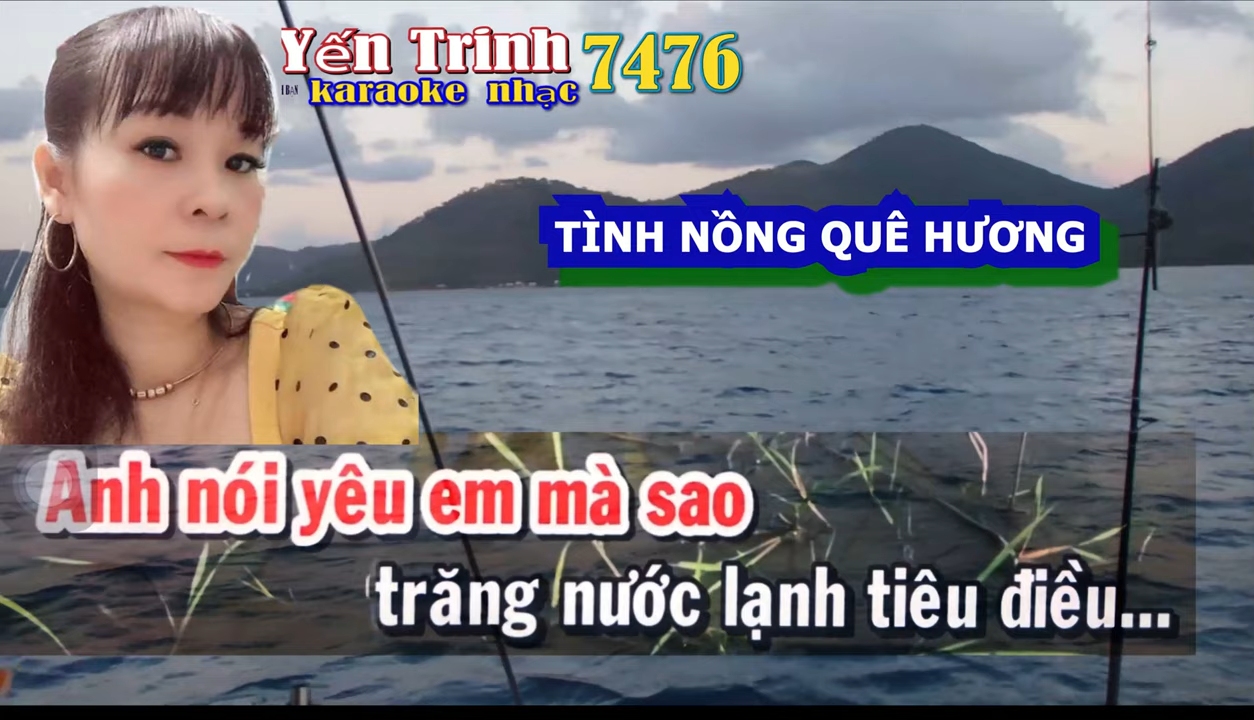 Yến Trinh 7476
karaoke nhạc
TÌNH NỒNG QUÊ HƯƠNG
Anh nói yêu em mà sao
trăng nước lạnh tiêu điều...